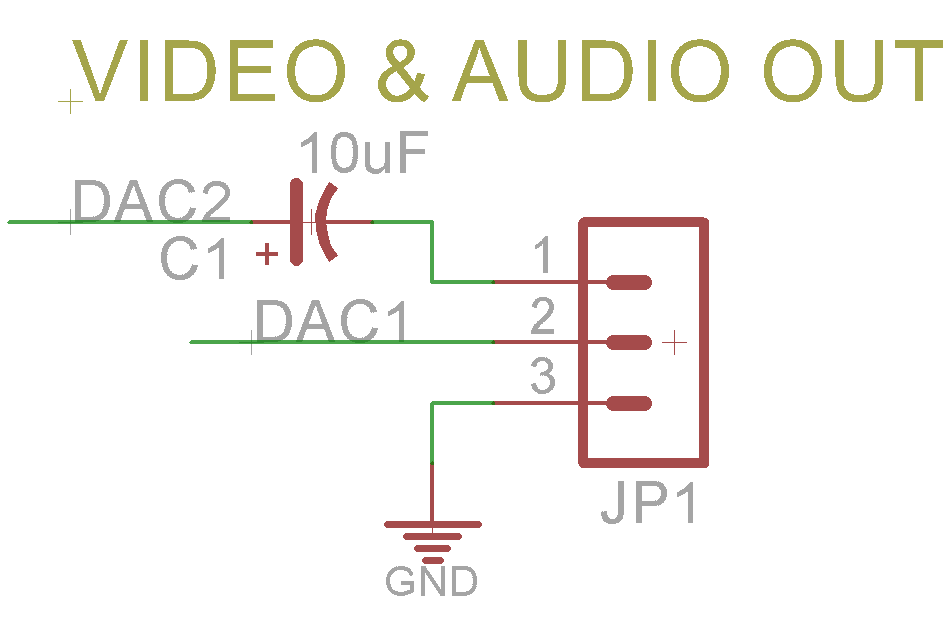 VIDEO & AUDIO OUT
10uF
DAC2
C1 +
1
DAC1
2
3
JP1
GND